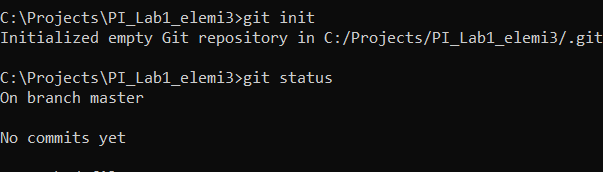 C:\Projects\PI_Lab1_elemi3>git init
Initialized empty Git repository in C:/Projects/PI_Lab1_elemi3/.git
C:\Projects\PI_Lab1_elemi3>git status
On branch master
No commits yet